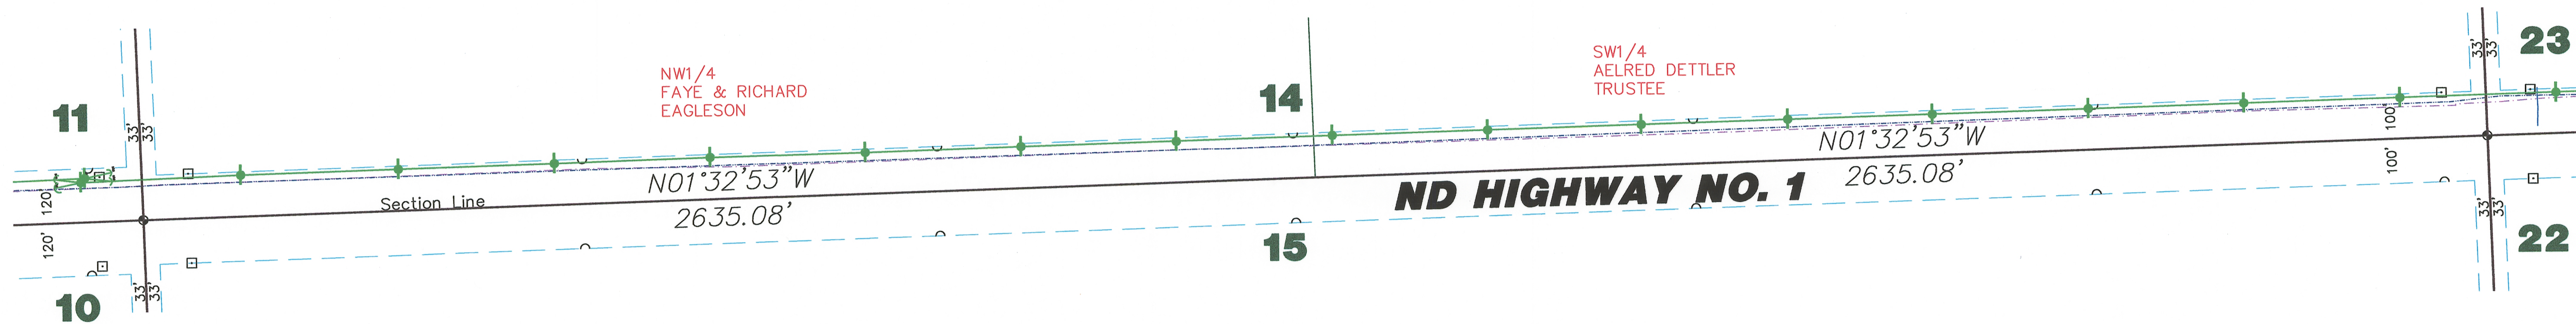 11
33'
33'
NW1/4
FAYE & RICHARD
EAGLESON
14
SW1/4
AELRED DETTLER
TRUSTEE
33'
33'
23
120'
120'
Section Line
N01°32'53"W
2635.08'
ND HIGHWAY NO. 1
N01°32'53"W
2635.08'
100'
100'
10
33'
33'
15
33'
33'
22